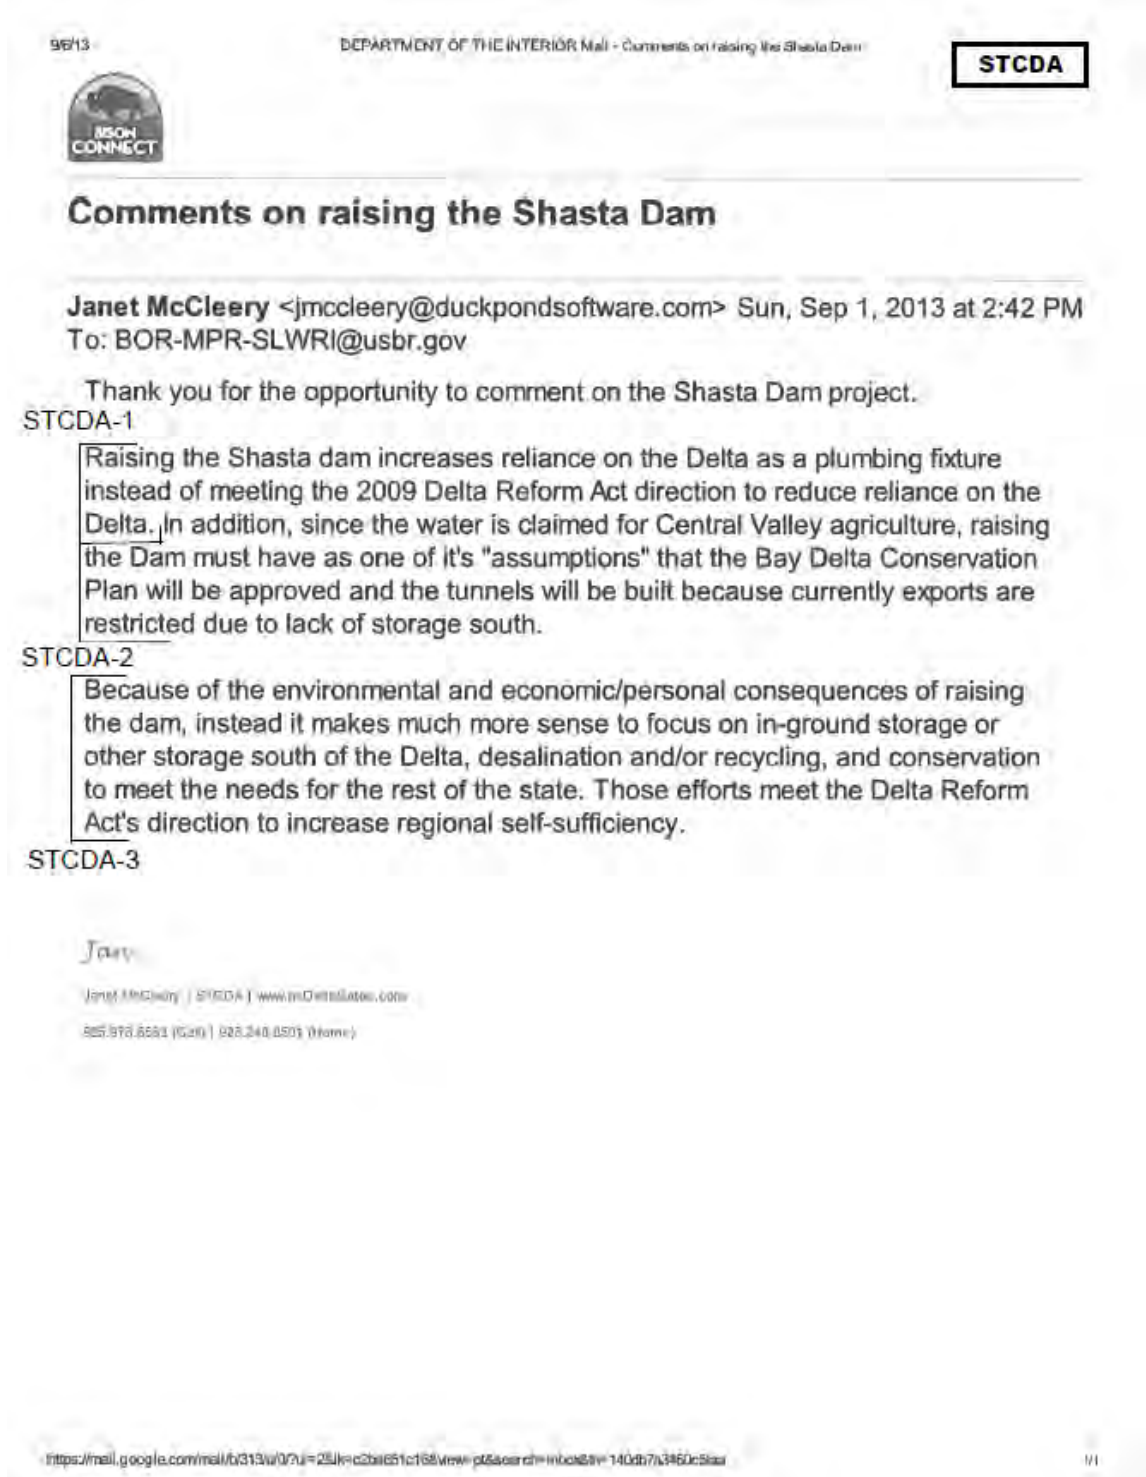 9/6/13
DEPARTMENT OF THE INTERIOR Mail - Comments on raising the Shasta Dam
STCDA
BISON
CONNECT
Comments on raising the Shasta Dam
Janet McCleery <jmccleery@duckpondsoftware.com> Sun, Sep 1, 2013 at 2:42 PM
To: BOR-MPR-SLWRI@usbr.gov
Thank you for the opportunity to comment on the Shasta Dam project.
STCDA-1
Raising the Shasta dam increases reliance on the Delta as a plumbing fixture
instead of meeting the 2009 Delta Reform Act direction to reduce reliance on the
Delta. In addition, since the water is claimed for Central Valley agriculture, raising
the Dam must have as one of it's "assumptions" that the Bay Delta Conservation
Plan will be approved and the tunnels will be built because currently exports are
restricted due to lack of storage south.
STCDA-2
Because of the environmental and economic/personal consequences of raising
the dam, instead it makes much more sense to focus on in-ground storage or
other storage south of the Delta, desalination and/or recycling, and conservation
to meet the needs for the rest of the state. Those efforts meet the Delta Reform
Act's direction to increase regional self-sufficiency.
STCDA-3
Jan
Janet McCleery | STCDA |
(Cell) | (Home)
1/1